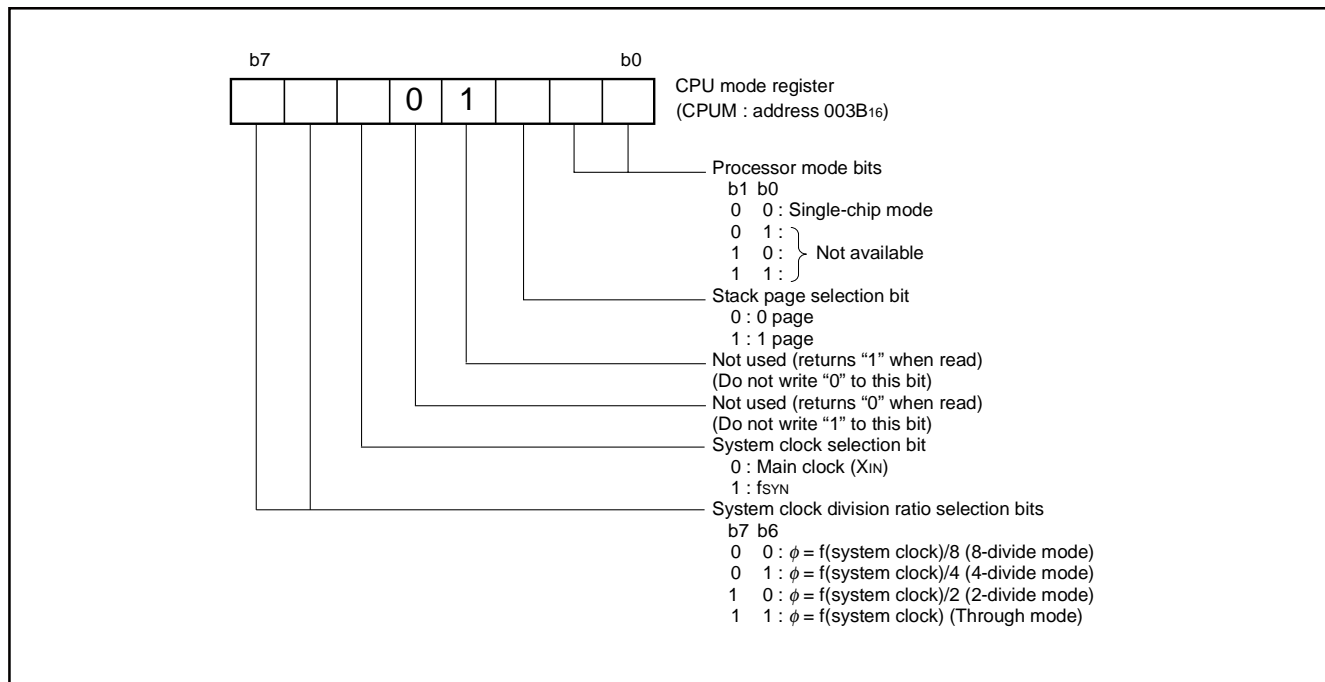 b7 b0
0 1
CPU mode register
(CPUM : address 003B16)
Processor mode bits
b1 b0
0 0 : Single-chip mode
0 1 :
1 0 : Not available
1 1 :
Stack page selection bit
0 : 0 page
1 : 1 page
Not used (returns “1” when read)
(Do not write “0” to this bit)
Not used (returns “0” when read)
(Do not write “1” to this bit)
System clock selection bit
0 : Main clock (XIN)
1 : fSYN
System clock division ratio selection bits
b7 b6
0 0 : ϕ = f(system clock)/8 (8-divide mode)
0 1 : ϕ = f(system clock)/4 (4-divide mode)
1 0 : ϕ = f(system clock)/2 (2-divide mode)
1 1 : ϕ = f(system clock) (Through mode)